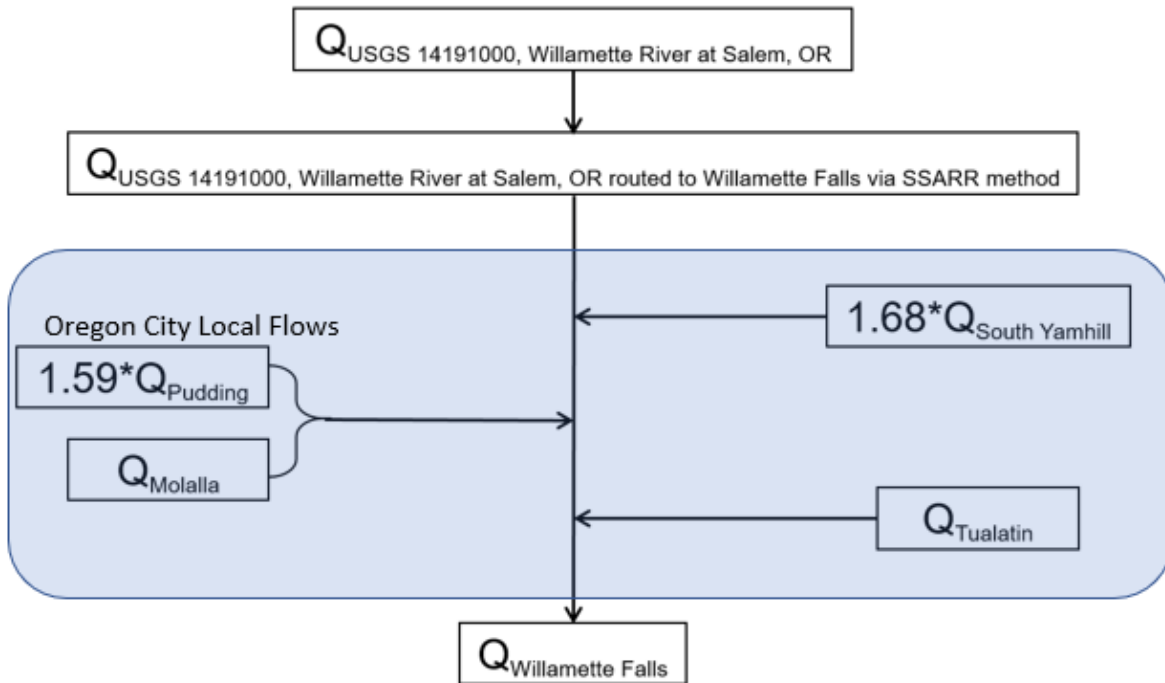 QUSGS 14191000, Willamette River at Salem, OR
QUSGS 14191000, Willamette River at Salem, OR routed to Willamette Falls via SSARR method
1.68*QSouth Yamhill
Oregon City Local Flows
1.59*QPudding
QMolalla
QTualatin
QWillamette Falls